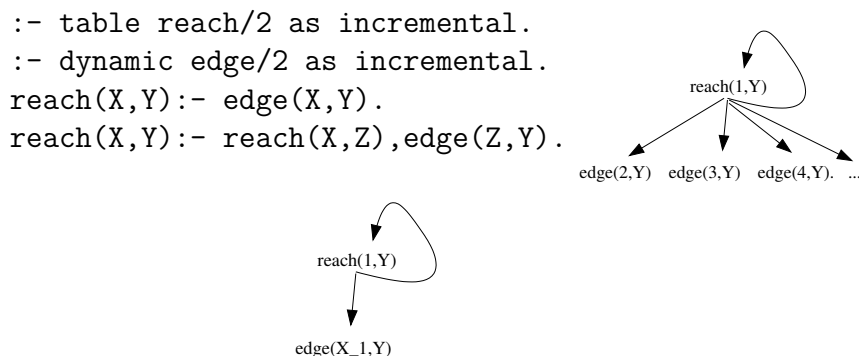 :- table reach/2 as incremental.
:- dynamic edge/2 as incremental.
reach(X,Y):- edge(X,Y).
reach(X,Y):- reach(X,Z),edge(Z,Y).
reach(1,Y)
edge(2,Y) edge(3,Y) edge(4,Y). ...
reach(1,Y)
edge(X_1,Y)